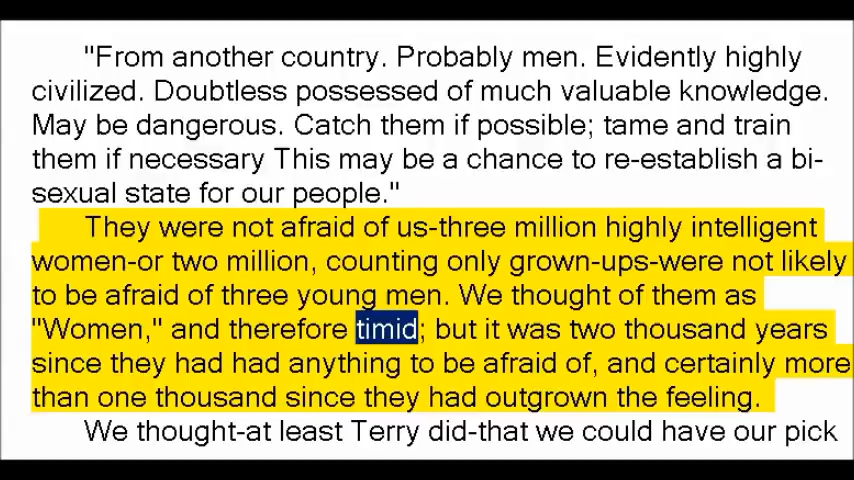 "From another country. Probably men. Evidently highly
civilized. Doubtless possessed of much valuable knowledge.
May be dangerous. Catch them if possible; tame and train
them if necessary This may be a chance to re-establish a bi-
sexual state for our people."
They were not afraid of us-three million highly intelligent
women-or two million, counting only grown-ups-were not likely
to be afraid of three young men. We thought of them as
"Women," and therefore timid; but it was two thousand years
since they had had anything to be afraid of, and certainly more
than one thousand since they had outgrown the feeling.
We thought-at least Terry did-that we could have our pick